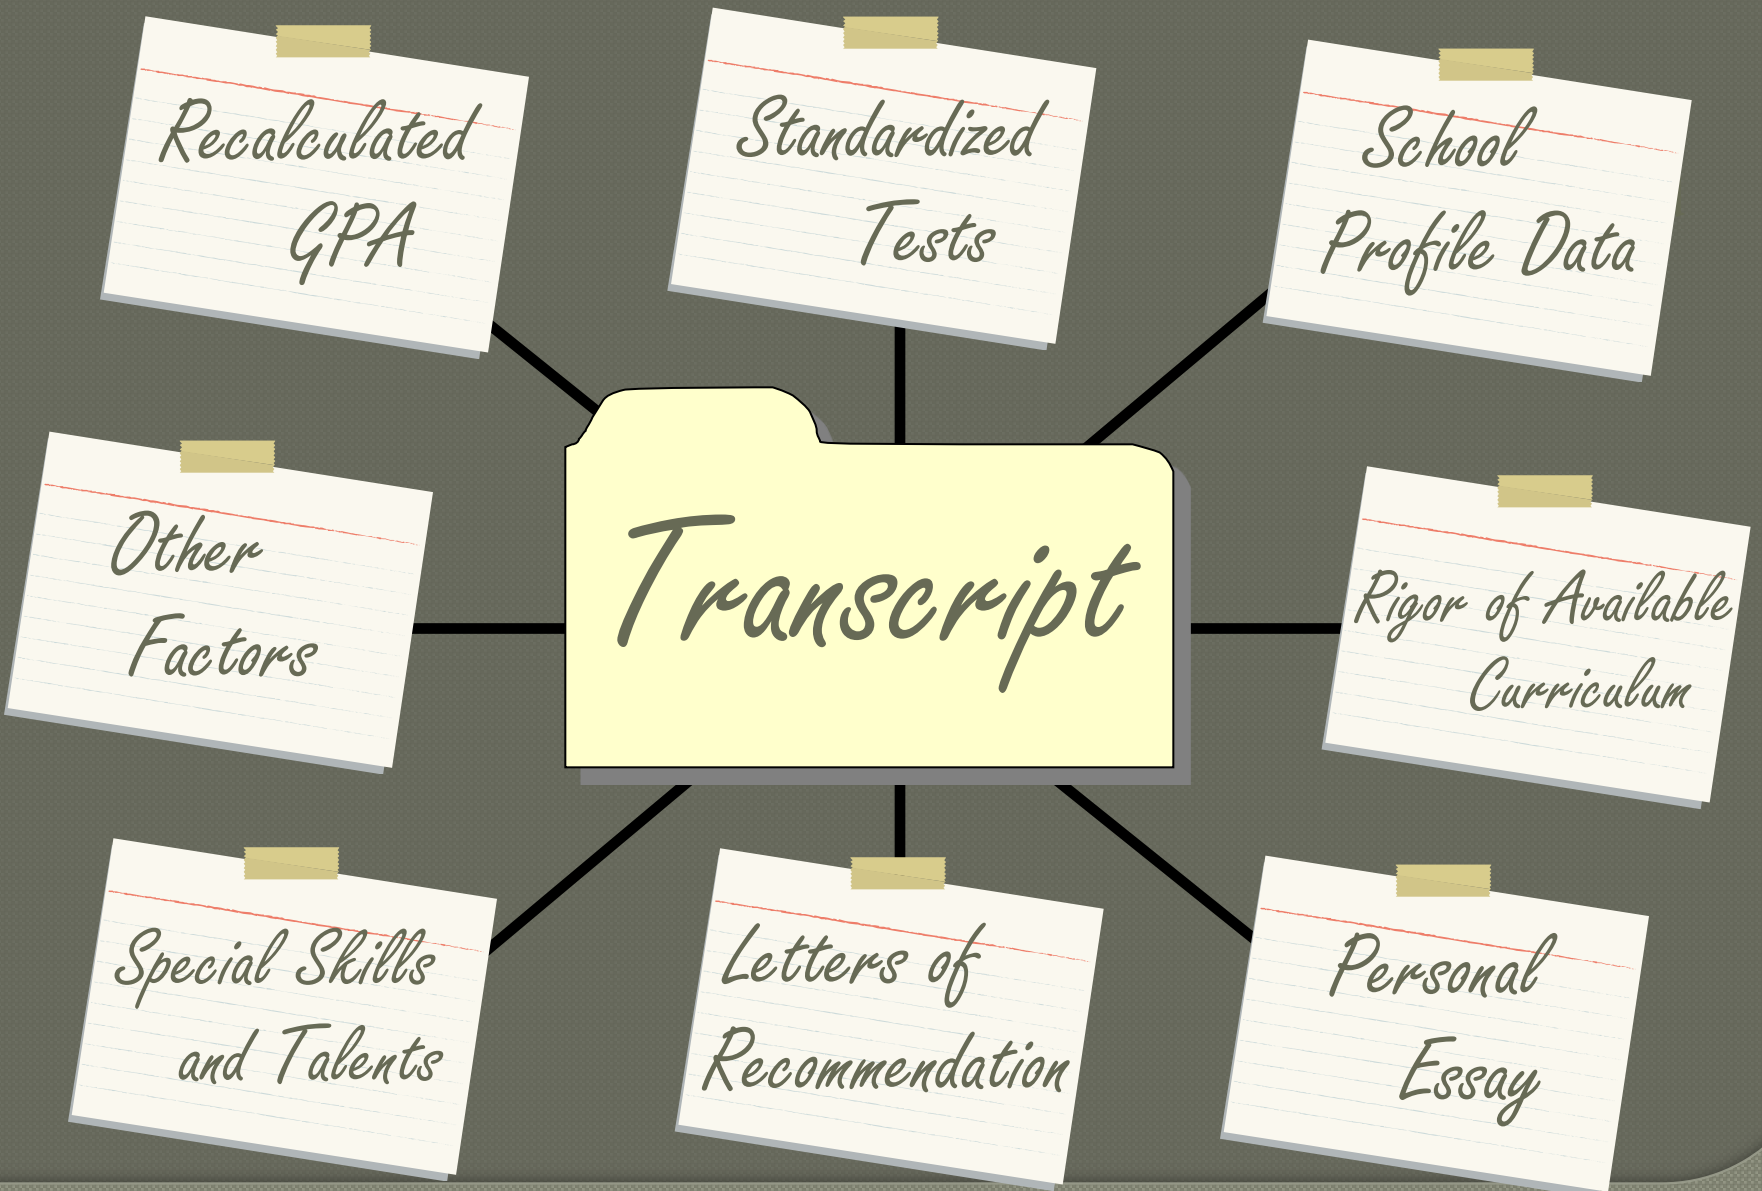 Recalculated
GPA
Standardized
Tests
School
Profile Data
Other
Factors
Transcript
Rigor of Available
Curriculum
Special Skills
and Talents
Letters of
Recommendation
Personal
Essay